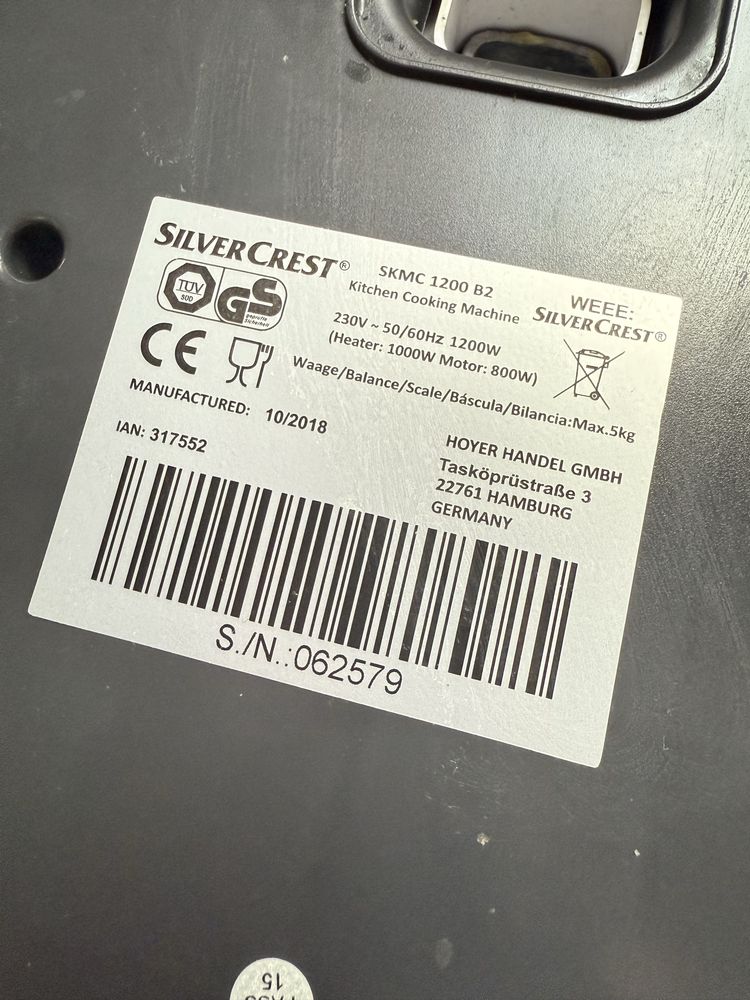 SILVERCREST®
SKMC 1200 B2
Kitchen Cooking Machine
WEEE:
SILVERCREST®
TÜV
SÜD
GS
geprüfte
Sicherheit
230V ~ 50/60Hz 1200W
(Heater: 1000W Motor: 800W)
CE
Waage/Balance/Scale/Báscula/Bilancia:Max.5kg
MANUFACTURED: 10/2018
IAN: 317552
HOYER HANDEL GMBH
Tasköprüstraße 3
22761 HAMBURG
GERMANY
S./N.:062579
15